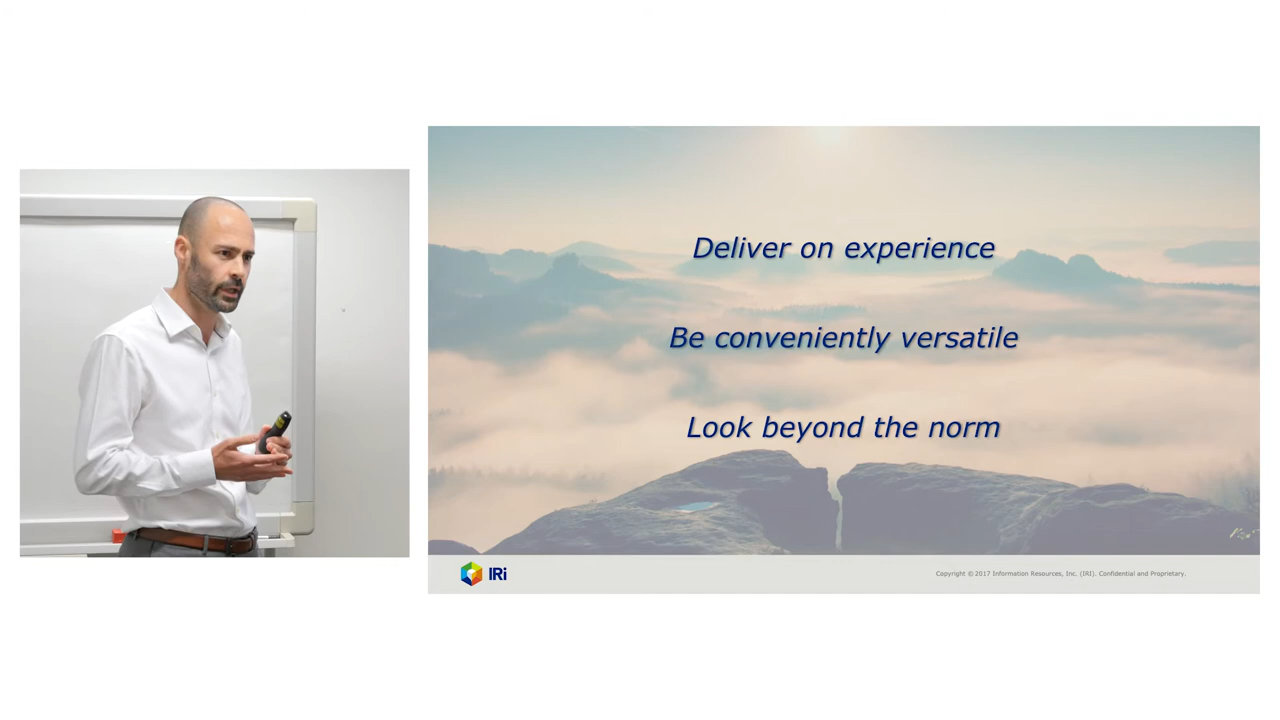 Deliver on experience
Be conveniently versatile
Look beyond the norm
IRi
Copyright © 2017 Information Resources, Inc. (IRI). Confidential and Proprietary.